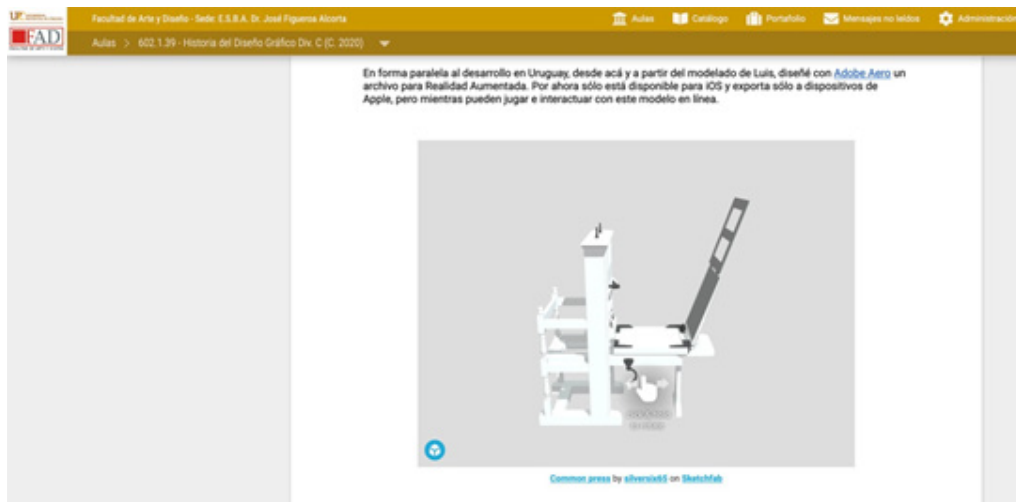 UP
Facultad de Arte y Diseño - Sede: E.S.B.A. Dr. José Figueroa Alcorta
Aulas
Catálogo
Portafolio
Mensajes no leídos
Administración
FAD
Aulas > 602.1.39 - Historia del Diseño Gráfico Div. C (C. 2020)
En forma paralela al desarrollo en Uruguay, desde acá y a partir del modelado de Luis, diseñé con Adobe Aero un
archivo para Realidad Aumentada. Por ahora sólo está disponible para iOS y exporta sólo a dispositivos de
Apple, pero mientras pueden jugar e interactuar con este modelo en línea.
Common press by silversix65 on Sketchfab